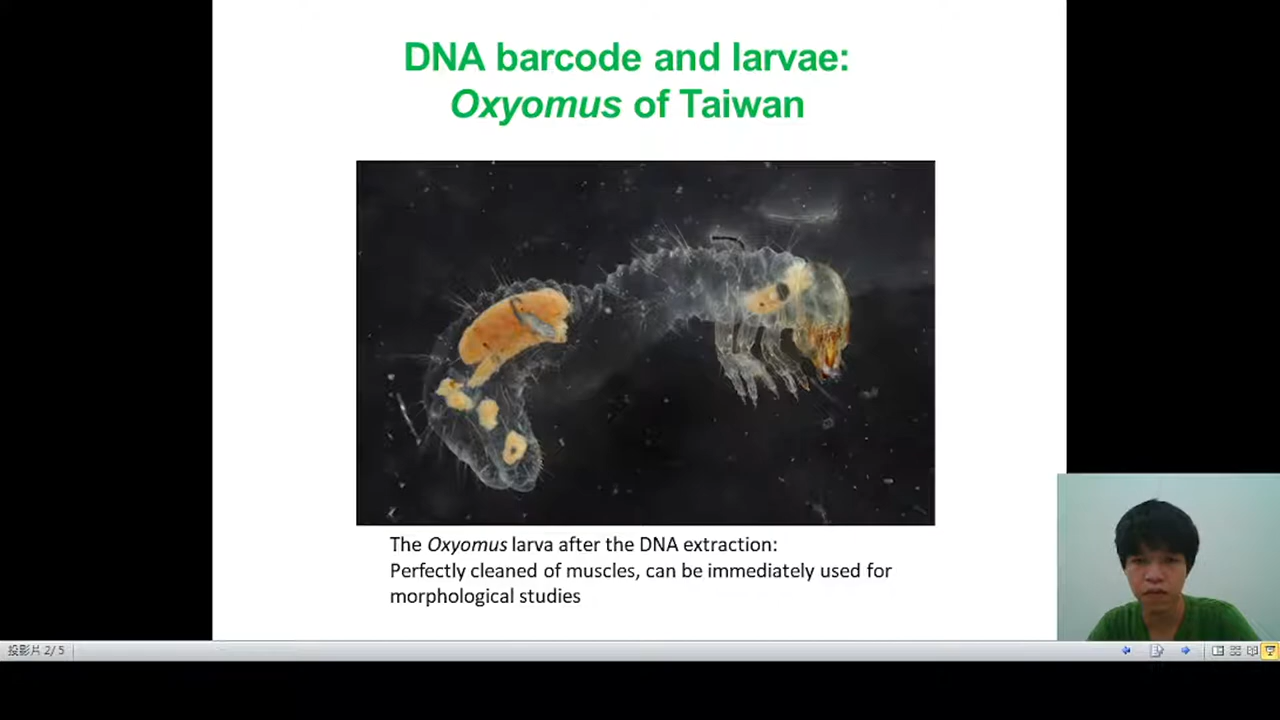 DNA barcode and larvae:
Oxyomus of Taiwan
The Oxyomus larva after the DNA extraction:
Perfectly cleaned of muscles, can be immediately used for
morphological studies
投影片 2/ 5